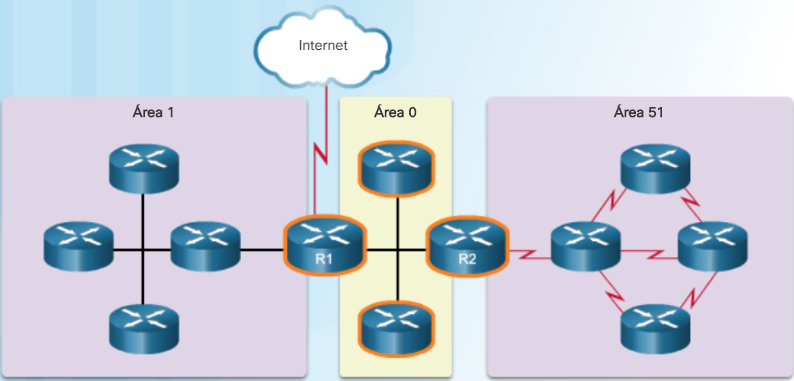 Internet
Área 1
Área 0
Área 51
R1
R2